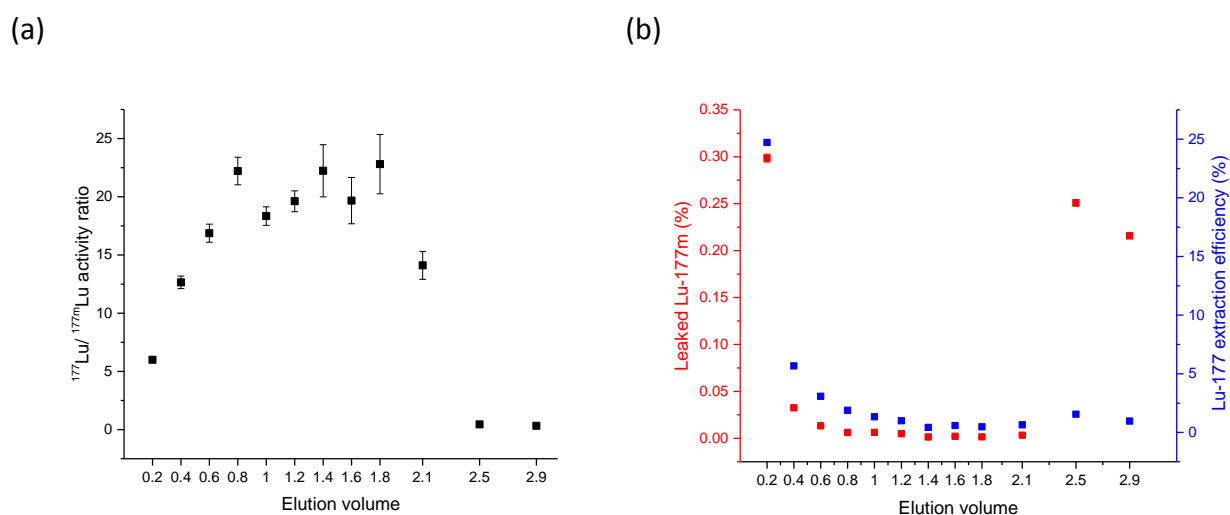 (a)
(b)
25
20
15
10
5
0
¹⁷⁷Lu/ ¹⁷⁷ᵐLu activity ratio
0.2 0.4 0.6 0.8 1 1.2 1.4 1.6 1.8 2.1 2.5 2.9
Elution volume
0.35
0.30
0.25
0.20
0.15
0.10
0.05
0.00
Leaked Lu-177m (%)
25
20
15
10
5
0
Lu-177 extraction efficiency (%)
0.2 0.4 0.6 0.8 1 1.2 1.4 1.6 1.8 2.1 2.5 2.9
Elution volume